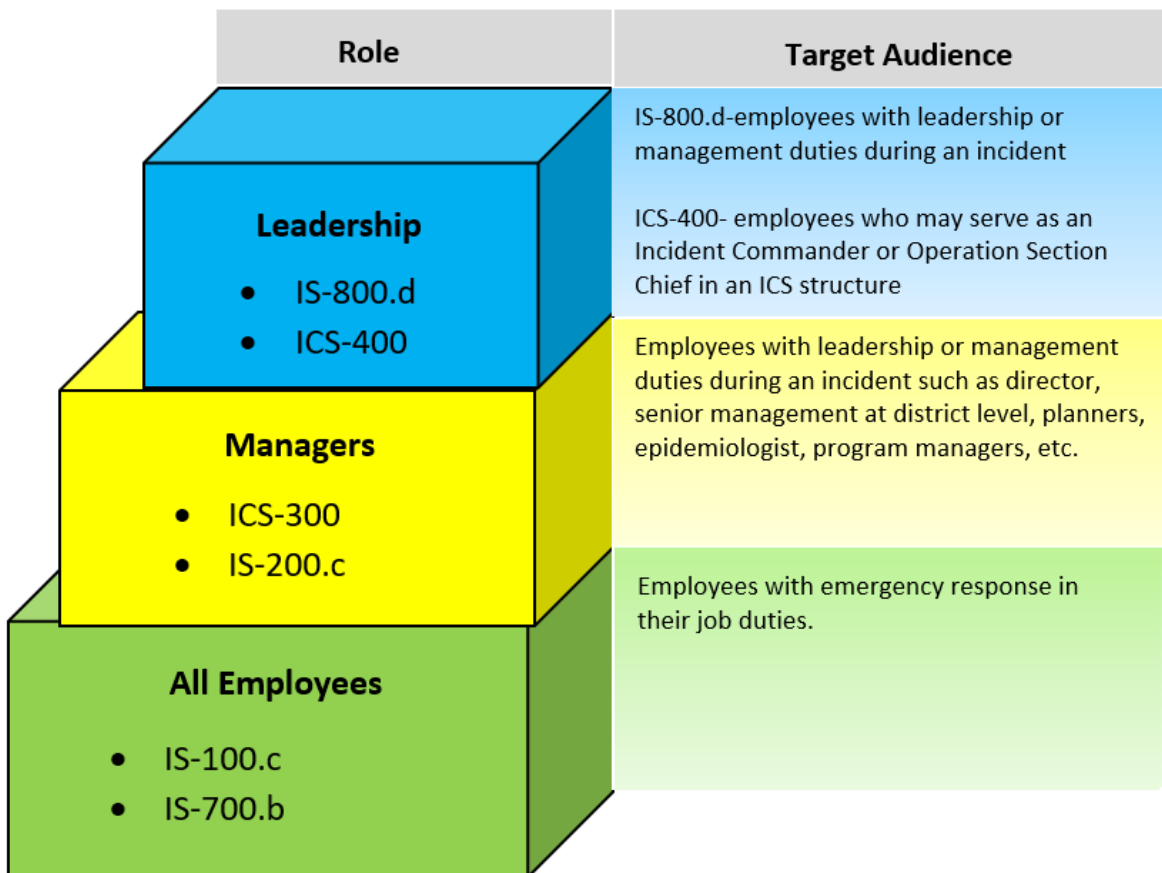 Role
Target Audience
Leadership
• IS-800.d
• ICS-400
IS-800.d-employees with leadership or
management duties during an incident
ICS-400- employees who may serve as an
Incident Commander or Operation Section
Chief in an ICS structure
Managers
• ICS-300
• IS-200.c
Employees with leadership or management
duties during an incident such as director,
senior management at district level, planners,
epidemiologist, program managers, etc.
All Employees
• IS-100.c
• IS-700.b
Employees with emergency response in
their job duties.